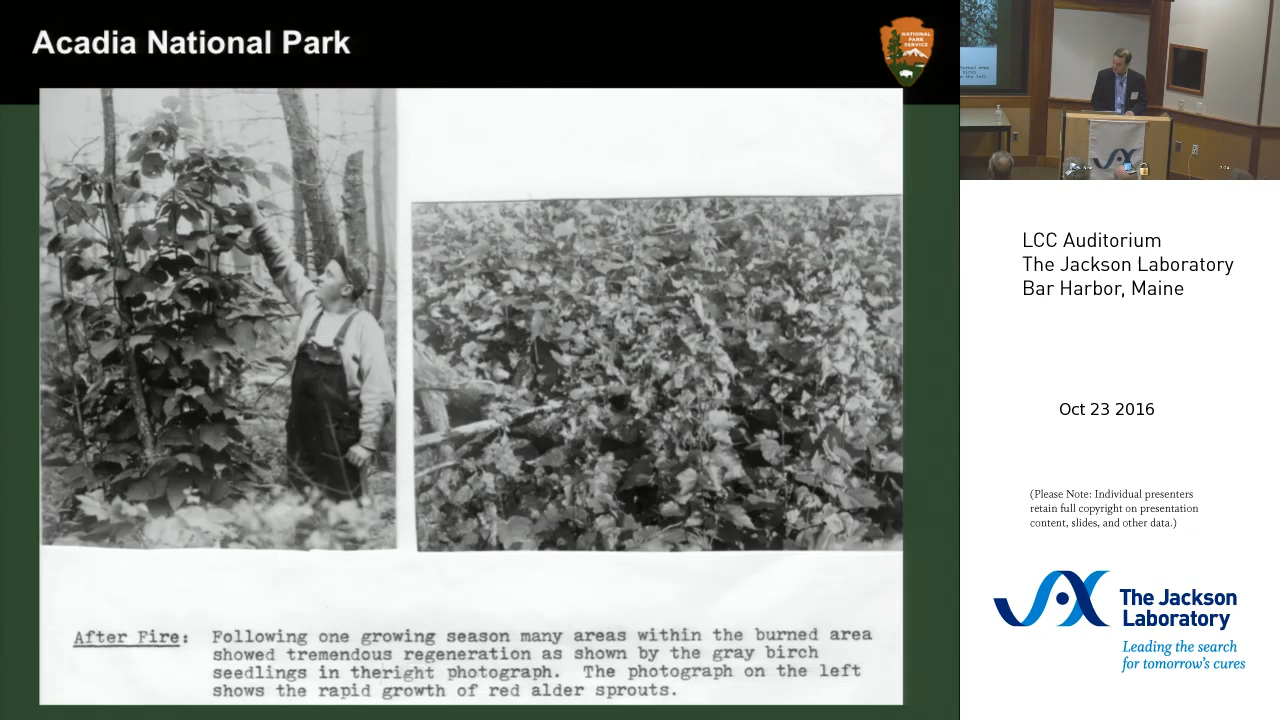 Acadia National Park
NATIONAL
PARK
SERVICE
After Fire: Following one growing season many areas within the burned area
showed tremendous regeneration as shown by the gray birch
seedlings in theright photograph. The photograph on the left
shows the rapid growth of red alder sprouts.
LCC Auditorium
The Jackson Laboratory
Bar Harbor, Maine
Oct 23 2016
(Please Note: Individual presenters
retain full copyright on presentation
content, slides, and other data.)
The Jackson
Laboratory
Leading the search
for tomorrow's cures